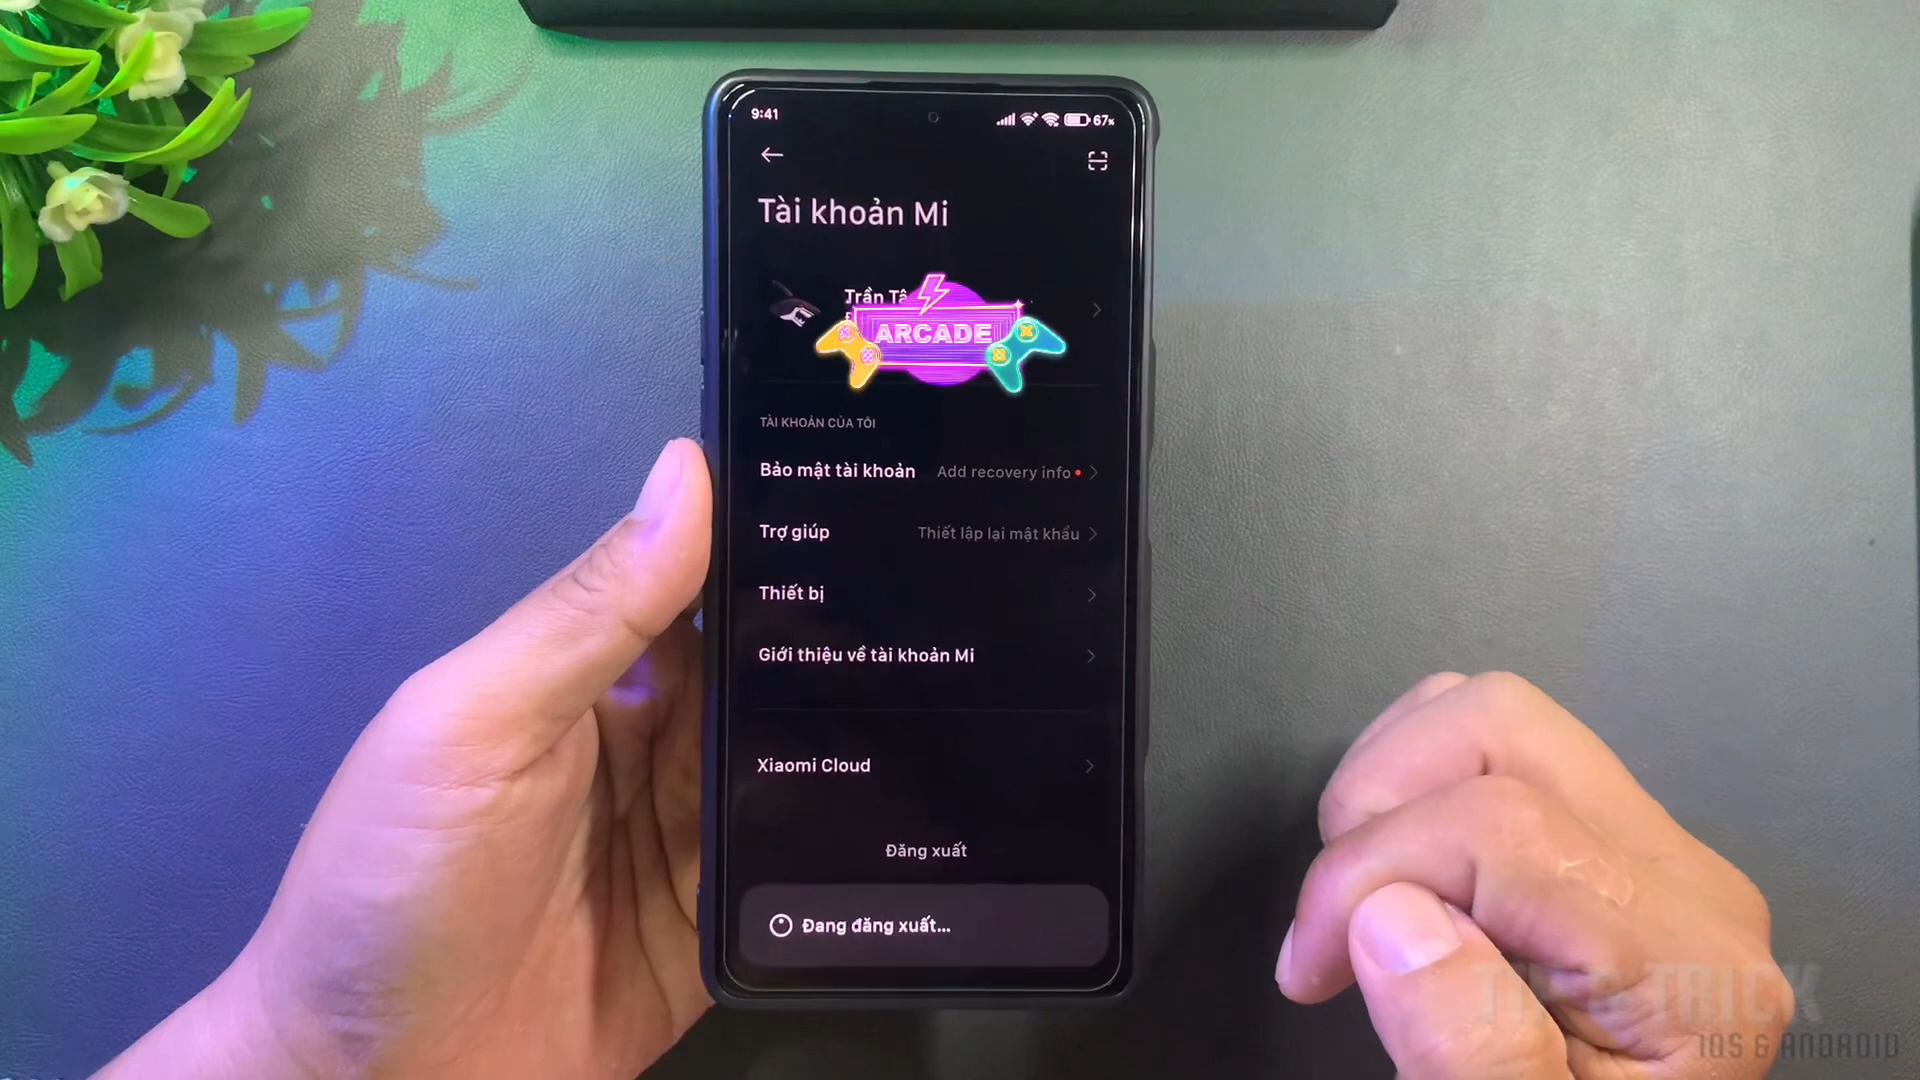 9:41
67%
Tài khoản Mi
Trần
ARCADE
TÀI KHOẢN CỦA TÔI
Bảo mật tài khoản Add recovery info
Trợ giúp Thiết lập lại mật khẩu
Thiết bị
Giới thiệu về tài khoản Mi
Xiaomi Cloud
Đăng xuất
Đang đăng xuất...
TIP & TRICK
IOS & ANDROID